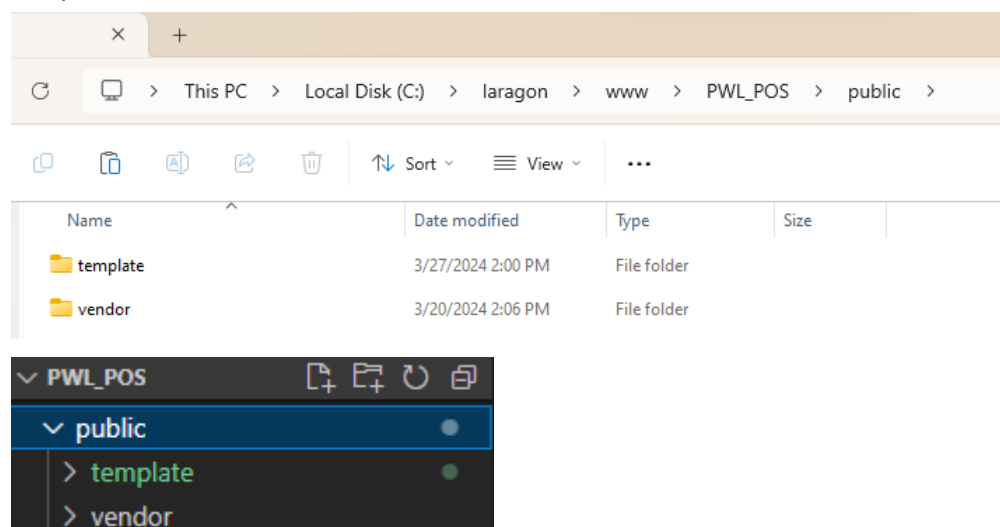 This PC > Local Disk (C:) > laragon > www > PWL_POS > public >
Sort View
Name Date modified Type Size
template 3/27/2024 2:00 PM File folder
vendor 3/20/2024 2:06 PM File folder
PWL_POS
public
template
vendor